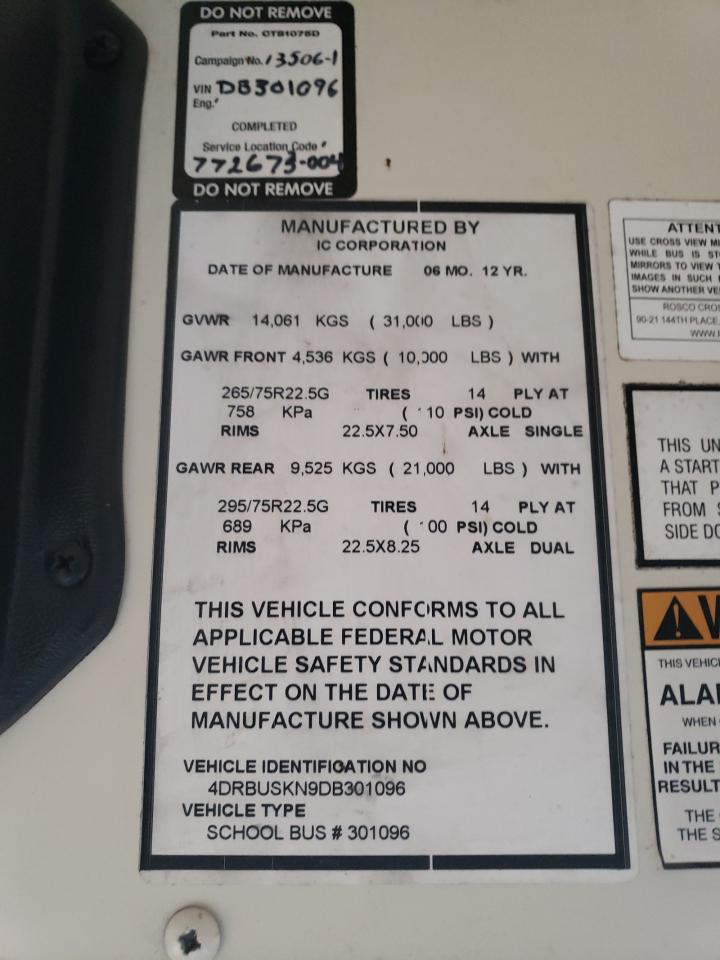 DO NOT REMOVE
Part No. CTS1075D
Campaign No. 13506-1
VIN DB301096
Eng.#
COMPLETED
Service Location Code #
772673-004
DO NOT REMOVE
MANUFACTURED BY
IC CORPORATION
DATE OF MANUFACTURE 06 MO. 12 YR.
GVWR 14,061 KGS ( 31,000 LBS )
GAWR FRONT 4,536 KGS ( 10,000 LBS ) WITH
265/75R22.5G TIRES 14 PLY AT
758 KPa ( 110 PSI) COLD
RIMS 22.5X7.50 AXLE SINGLE
GAWR REAR 9,525 KGS ( 21,000 LBS ) WITH
295/75R22.5G TIRES 14 PLY AT
689 KPa ( 100 PSI) COLD
RIMS 22.5X8.25 AXLE DUAL
THIS VEHICLE CONFORMS TO ALL
APPLICABLE FEDERAL MOTOR
VEHICLE SAFETY STANDARDS IN
EFFECT ON THE DATE OF
MANUFACTURE SHOWN ABOVE.
VEHICLE IDENTIFICATION NO
4DRBUSKN9DB301096
VEHICLE TYPE
SCHOOL BUS # 301096
ATTENT
USE CROSS VIEW MI
WHILE BUS IS STO
MIRRORS TO VIEW T
IMAGES IN SUCH
SHOW ANOTHER VE
ROSCO CROS
90-21 144TH PLACE,
WWW.
THIS UN
A START
THAT P
FROM S
SIDE DO
W
THIS VEHIC
ALA
WHEN
FAILUR
IN THE
RESULT
THE
THE S